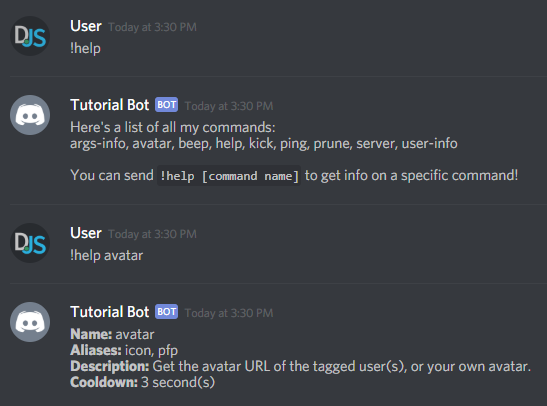 DJS
User Today at 3:30 PM
!help
Tutorial Bot BOT Today at 3:30 PM
Here's a list of all my commands:
args-info, avatar, beep, help, kick, ping, prune, server, user-info
You can send !help [command name] to get info on a specific command!
DJS
User Today at 3:30 PM
!help avatar
Tutorial Bot BOT Today at 3:30 PM
Name: avatar
Aliases: icon, pfp
Description: Get the avatar URL of the tagged user(s), or your own avatar.
Cooldown: 3 second(s)